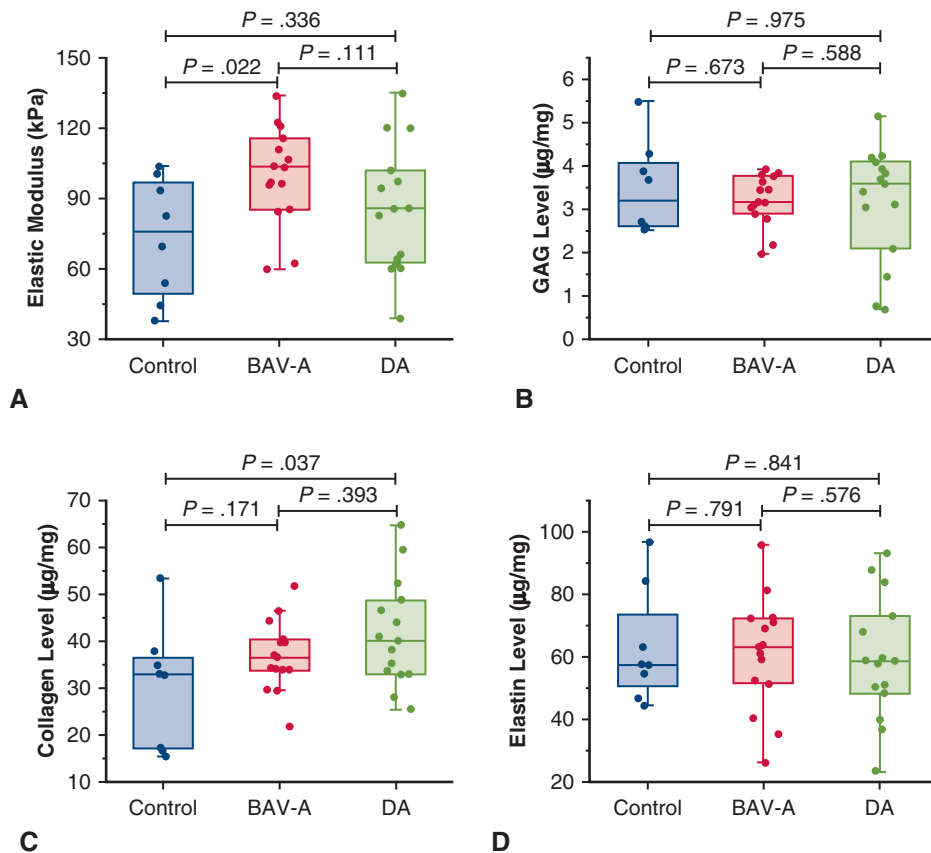 P = .336
P = .022
P = .111
Elastic Modulus (kPa)
150
120
90
60
30
Control
BAV-A
DA
A
P = .975
P = .673
P = .588
GAG Level (µg/mg)
6
5
4
3
2
1
0
Control
BAV-A
DA
B
P = .037
P = .171
P = .393
Collagen Level (µg/mg)
70
60
50
40
30
20
10
Control
BAV-A
DA
C
P = .841
P = .791
P = .576
Elastin Level (µg/mg)
100
80
60
40
20
Control
BAV-A
DA
D